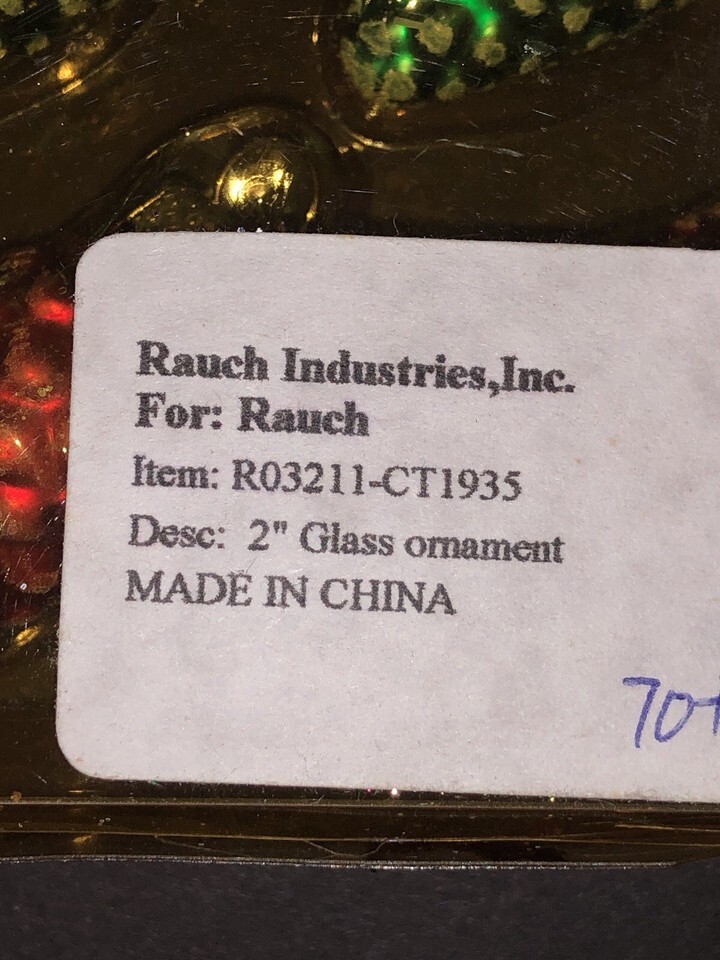 Rauch Industries,Inc.
For: Rauch
Item: R03211-CT1935
Desc: 2" Glass ornament
MADE IN CHINA